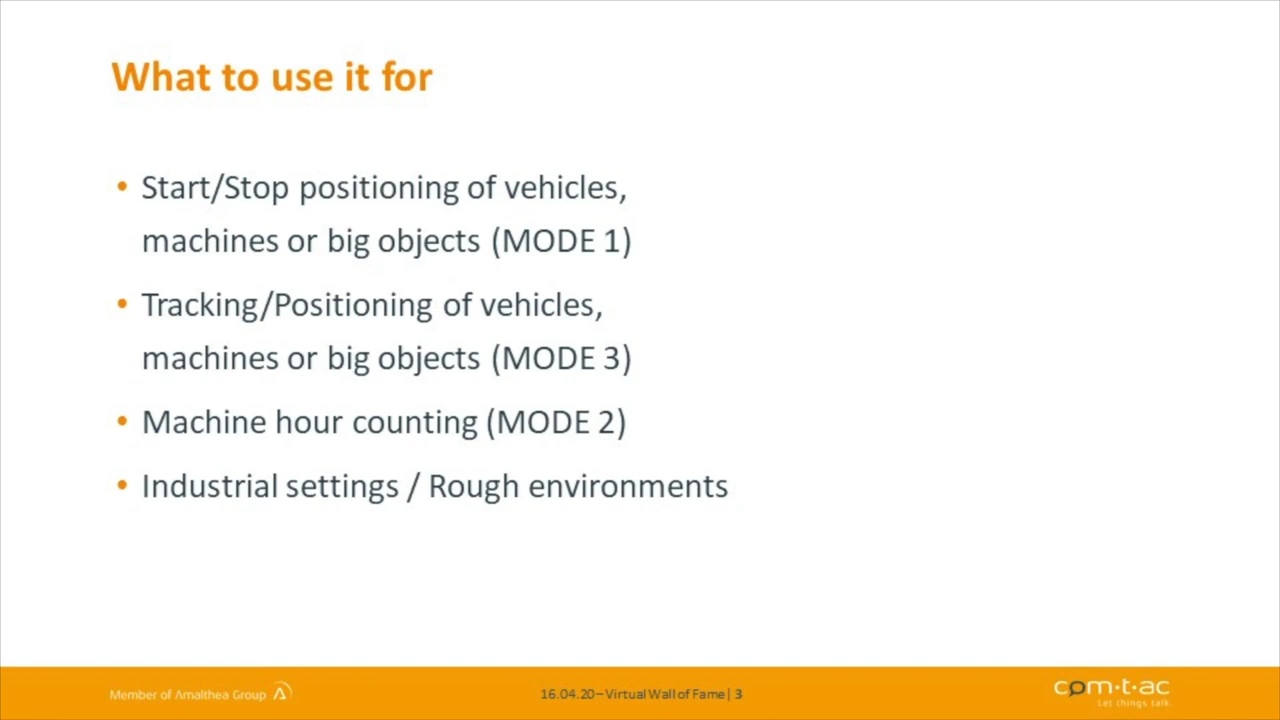 What to use it for
• Start/Stop positioning of vehicles,
machines or big objects (MODE 1)
• Tracking/Positioning of vehicles,
machines or big objects (MODE 3)
• Machine hour counting (MODE 2)
• Industrial settings / Rough environments
Member of Amalthea Group
16.04.20 – Virtual Wall of Fame | 3
com·t·ac
Let things talk.